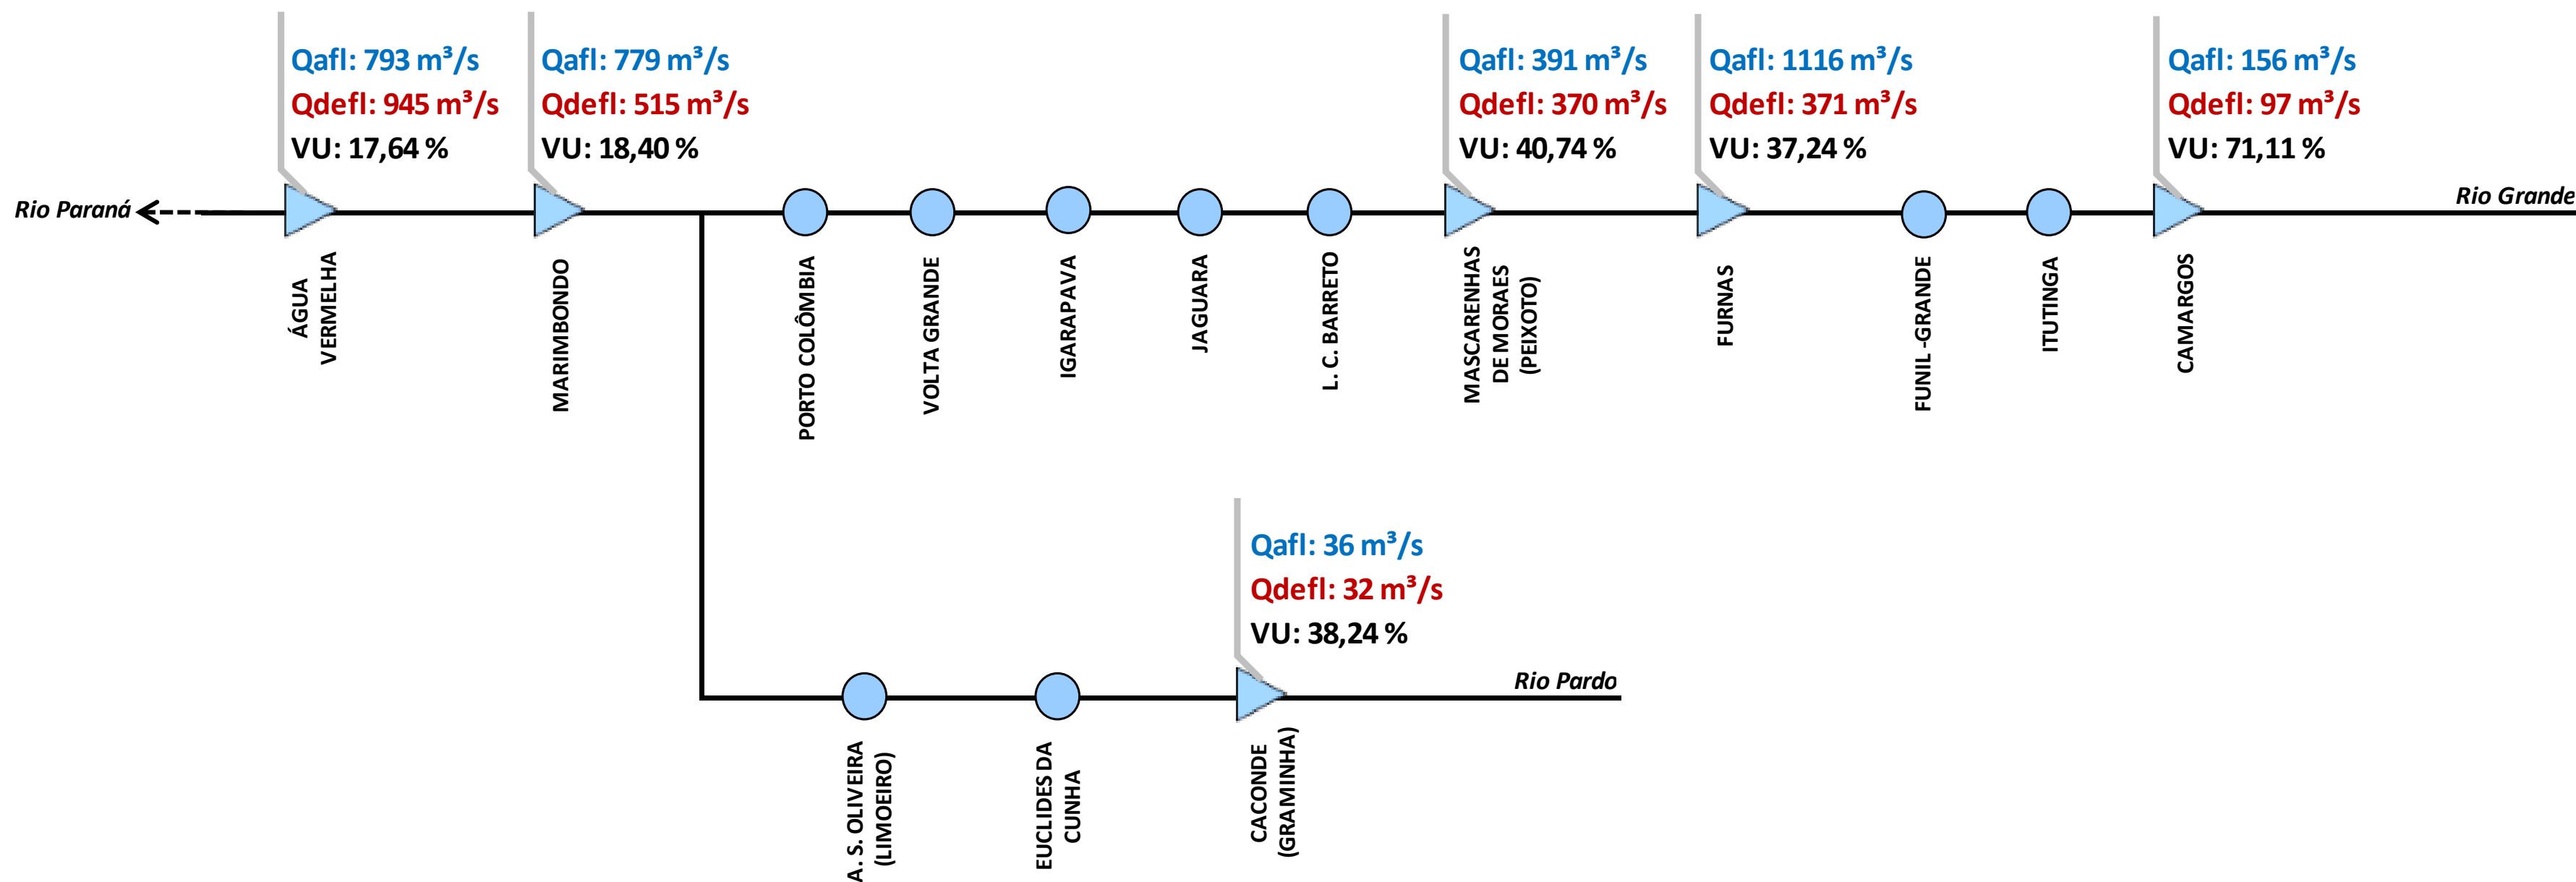 Qafl: 793 m³/s
Qdefl: 945 m³/s
VU: 17,64 %
Qafl: 779 m³/s
Qdefl: 515 m³/s
VU: 18,40 %
Qafl: 391 m³/s
Qdefl: 370 m³/s
VU: 40,74 %
Qafl: 1116 m³/s
Qdefl: 371 m³/s
VU: 37,24 %
Qafl: 156 m³/s
Qdefl: 97 m³/s
VU: 71,11 %
Rio Paraná
Rio Grande
ÁGUA
VERMELHA
MARIMBONDO
PORTO COLÔMBIA
VOLTA GRANDE
IGARAPAVA
JAGUARA
L. C. BARRETO
MASCARENHAS
DE MORAES
(PEIXOTO)
FURNAS
FUNIL -GRANDE
ITUTINGA
CAMARGOS
Qafl: 36 m³/s
Qdefl: 32 m³/s
VU: 38,24 %
Rio Pardo
A. S. OLIVEIRA
(LIMOEIRO)
EUCLIDES DA
CUNHA
CACONDE
(GRAMINHA)